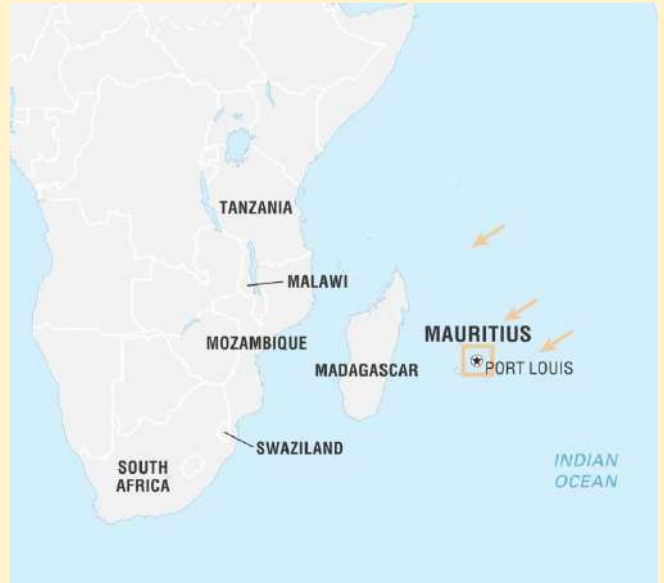 TANZANIA
MALAWI
MAURITIUS
MOZAMBIQUE
PORT LOUIS
MADAGASCAR
SWAZILAND
SOUTH
AFRICA
INDIAN
OCEAN